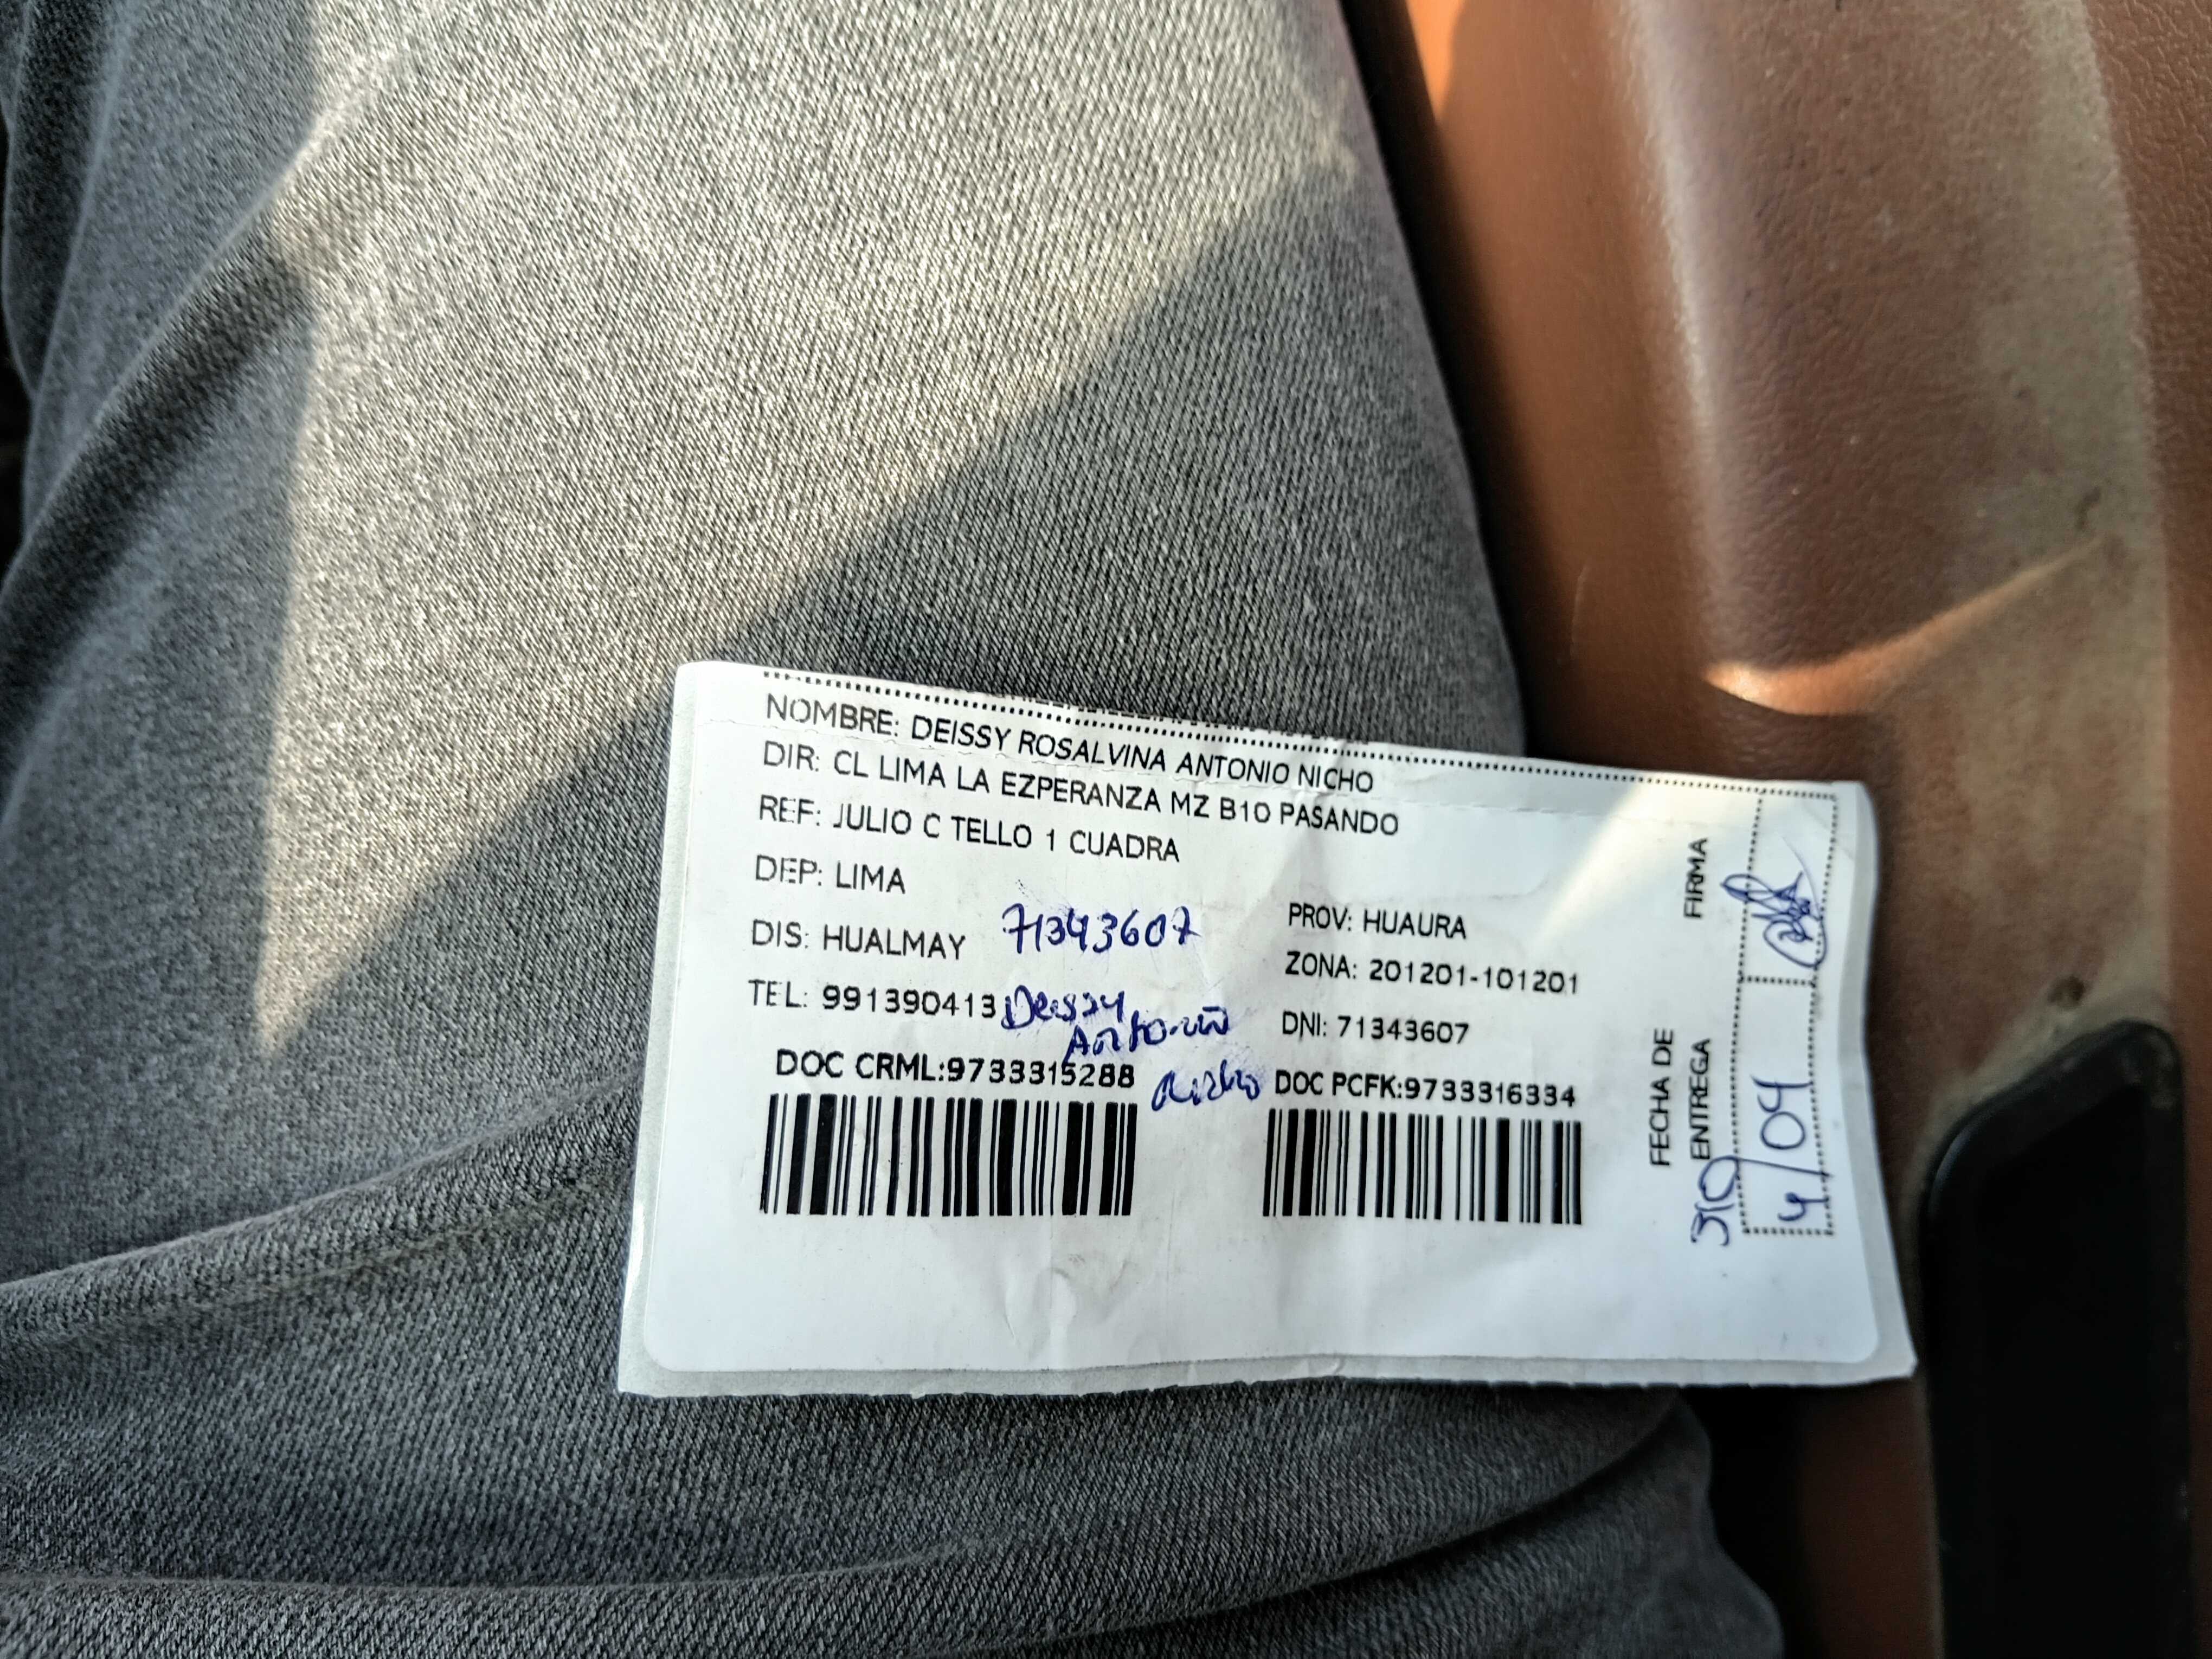 NOMBRE: DEISSY ROSALVINA ANTONIO NICHO
DIR: CL LIMA LA EZPERANZA MZ B10 PASANDO
REF: JULIO C TELLO 1 CUADRA
DEP: LIMA
DIS: HUALMAY
71343607
PROV: HUAURA
ZONA: 201201-101201
TEL: 991390413
Deissy
Antonio
Nicho
DNI: 71343607
DOC CRML:9733315288
DOC PCFK:9733316334
FIRMA
FECHA DE
ENTREGA
310
4/04